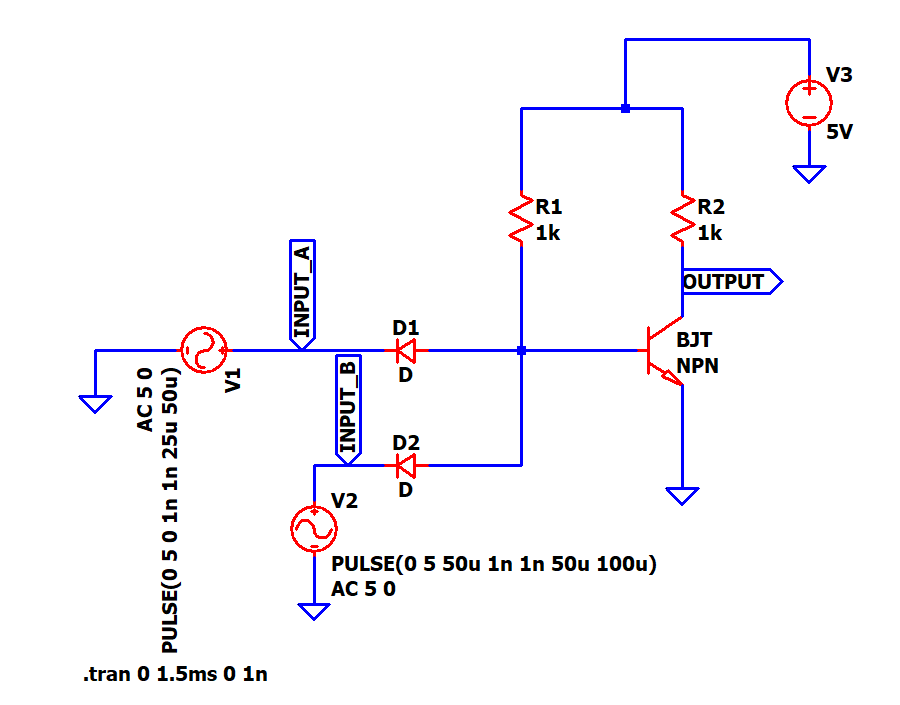 V3
5V
R1
1k
R2
1k
OUTPUT
INPUT_A
D1
D
BJT
NPN
V1
AC 5 0
PULSE(0 5 0 1n 1n 25u 50u)
INPUT_B
D2
D
V2
PULSE(0 5 50u 1n 1n 50u 100u)
AC 5 0
.tran 0 1.5ms 0 1n